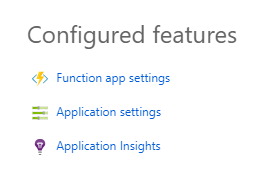 Configured features
Function app settings
Application settings
Application Insights